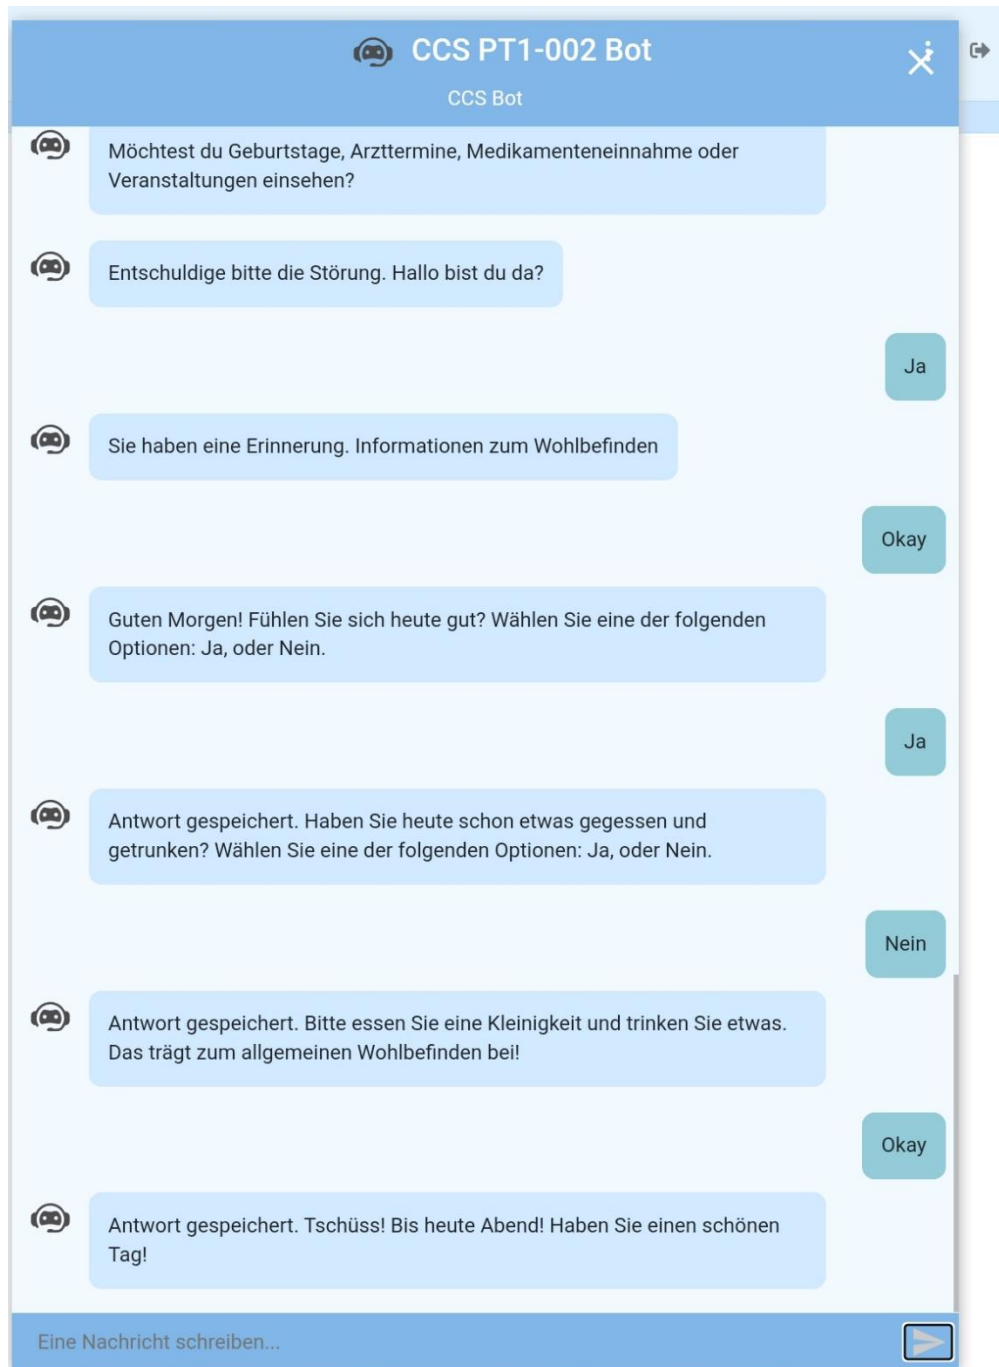 CCS PT1-002 Bot
CCS Bot
Möchtest du Geburtstage, Arzttermine, Medikamenteneinnahme oder
Veranstaltungen einsehen?
Entschuldige bitte die Störung. Hallo bist du da?
Ja
Sie haben eine Erinnerung. Informationen zum Wohlbefinden
Okay
Guten Morgen! Fühlen Sie sich heute gut? Wählen Sie eine der folgenden
Optionen: Ja, oder Nein.
Ja
Antwort gespeichert. Haben Sie heute schon etwas gegessen und
getrunken? Wählen Sie eine der folgenden Optionen: Ja, oder Nein.
Nein
Antwort gespeichert. Bitte essen Sie eine Kleinigkeit und trinken Sie etwas.
Das trägt zum allgemeinen Wohlbefinden bei!
Okay
Antwort gespeichert. Tschüss! Bis heute Abend! Haben Sie einen schönen
Tag!
Eine Nachricht schreiben...